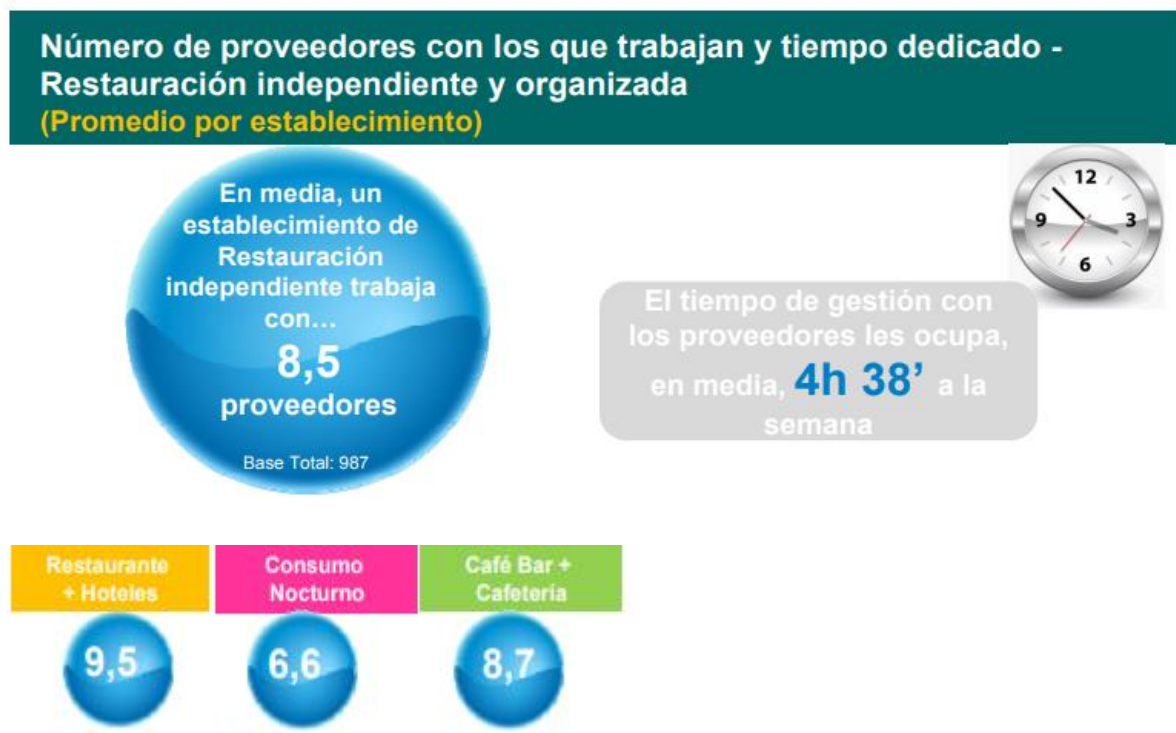 Número de proveedores con los que trabajan y tiempo dedicado -
Restauración independiente y organizada
(Promedio por establecimiento)
En media, un
establecimiento de
Restauración
independiente trabaja
con…
8,5
proveedores
Base Total: 987
12
3
6
9
El tiempo de gestión con
los proveedores les ocupa,
en media, 4h 38’ a la
semana
Restaurante
+ Hoteles
9,5
Consumo
Nocturno
6,6
Café Bar +
Cafetería
8,7